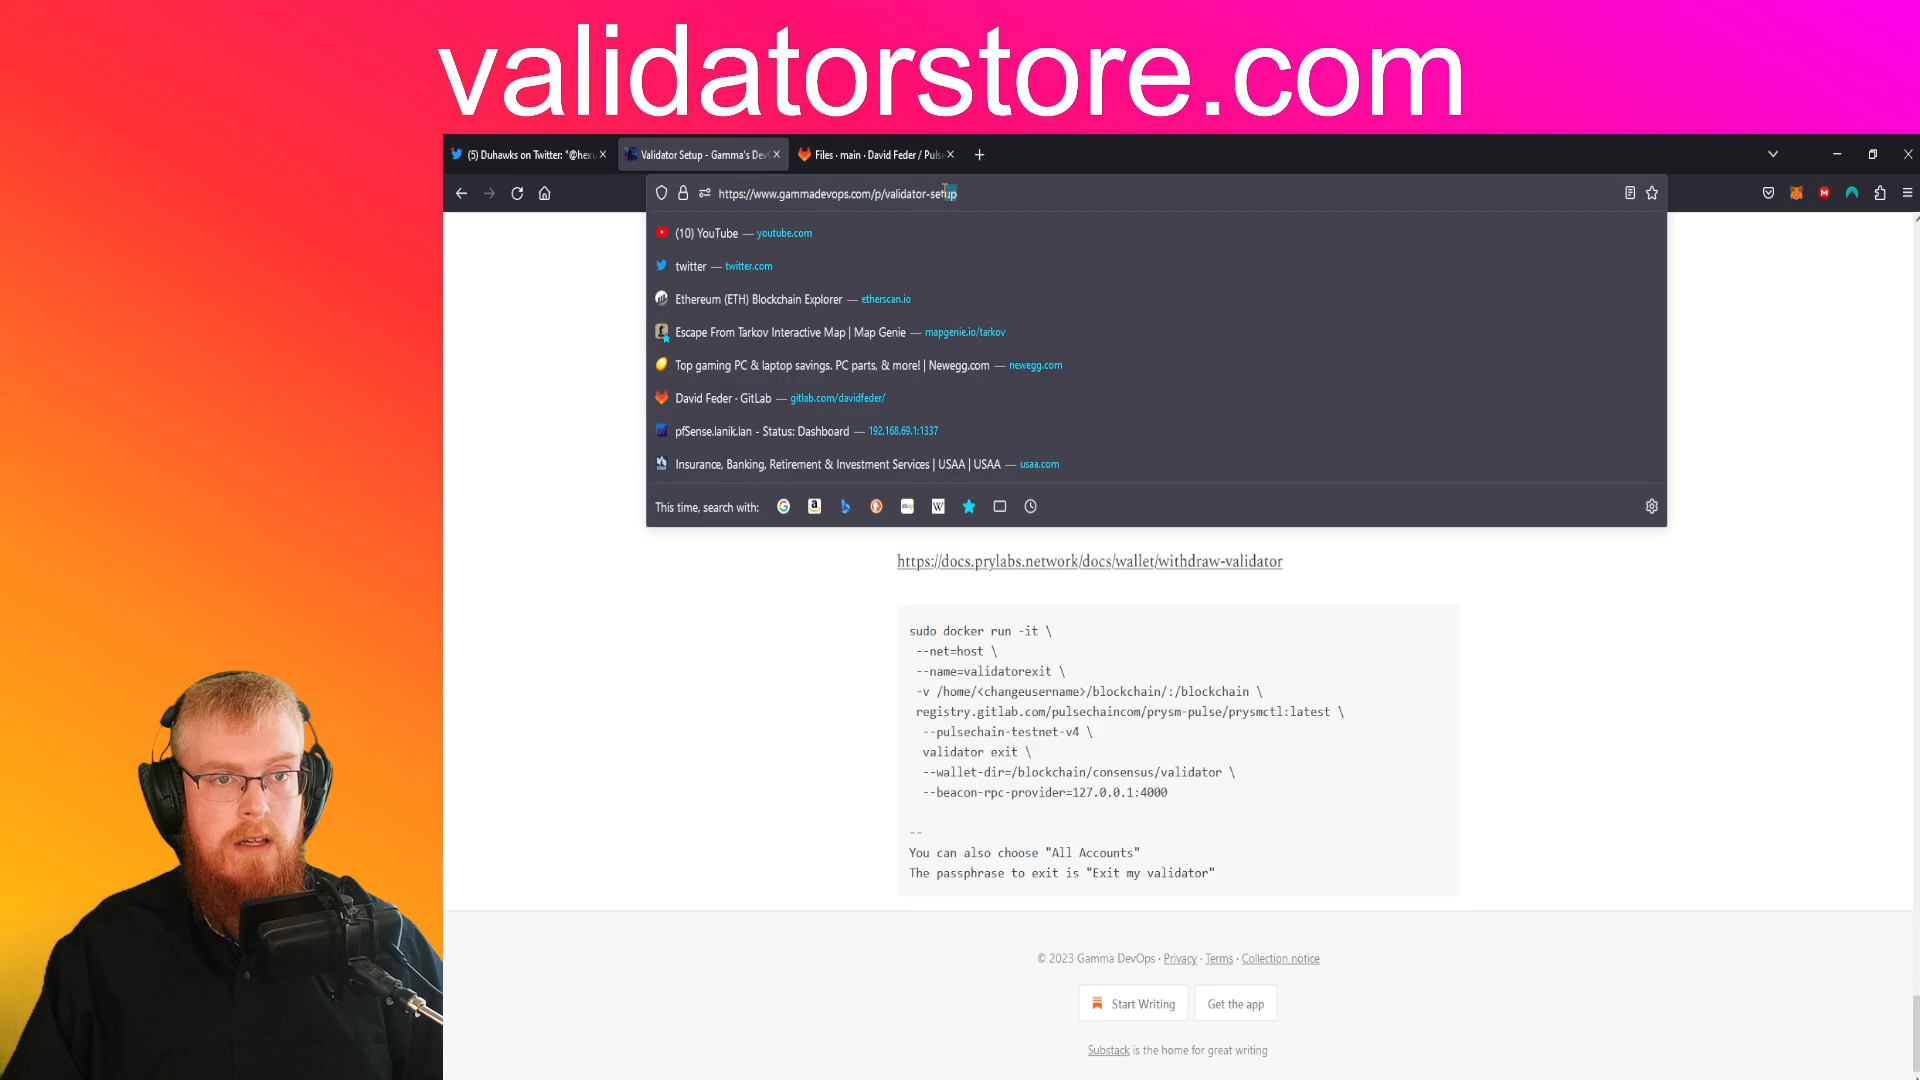 validatorstore.com
(5) Duhawks on Twitter: "@hexu
Validator Setup - Gamma's DevO
Files · main · David Feder / Pulse
https://www.gammadevops.com/p/validator-setup
(10) YouTube — youtube.com
twitter — twitter.com
Ethereum (ETH) Blockchain Explorer — etherscan.io
Escape From Tarkov Interactive Map | Map Genie — mapgenie.io/tarkov
Top gaming PC & laptop savings. PC parts, & more! | Newegg.com — newegg.com
David Feder · GitLab — gitlab.com/davidfeder/
pfSense.lanik.lan - Status: Dashboard — 192.168.69.1:1337
Insurance, Banking, Retirement & Investment Services | USAA | USAA — usaa.com
This time, search with:
https://docs.prylabs.network/docs/wallet/withdraw-validator
sudo docker run -it \
--net=host \
--name=validatorexit \
-v /home/<changeusername>/blockchain/:/blockchain \
registry.gitlab.com/pulsechaincom/prysm-pulse/prysmctl:latest \
--pulsechain-testnet-v4 \
validator exit \
--wallet-dir=/blockchain/consensus/validator \
--beacon-rpc-provider=127.0.0.1:4000
--
You can also choose "All Accounts"
The passphrase to exit is "Exit my validator"
© 2023 Gamma DevOps · Privacy · Terms · Collection notice
Start Writing
Get the app
Substack is the home for great writing